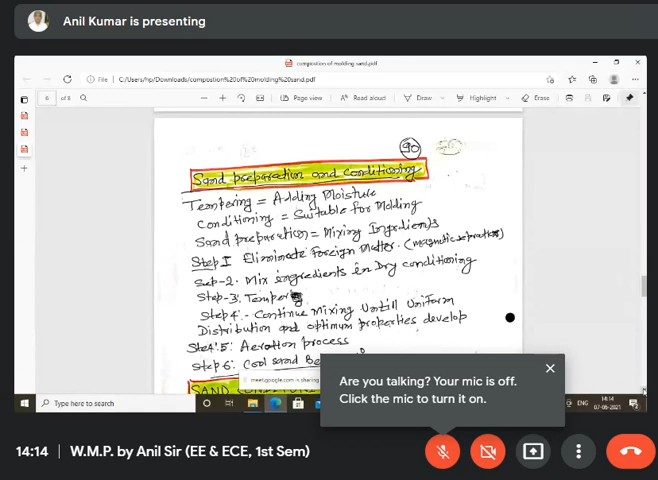 Anil Kumar is presenting
compostion of molding sand.pdf
File | C:/Users/hp/Downloads/compostion%20of%20molding%20sand.pdf
6 of 8
Page view
Read aloud
Draw
Highlight
Erase
90
Sand preparation and conditioning
Tempering = Adding Moisture
Conditioning = Suitable for Molding
Sand preparation = Mixing Ingredients
Step I Eliminate Foreign Matter. (magnetic separator)
Sep-2. Mix ingredients in Dry conditioning
Step-3. Tempering
Step 4. - Continue mixing Untill Uniform
Distribution and optimum properties develop
Step 5: Aeration process
Step 6: Cool sand Be
meet.google.com is sharing
SAND
Are you talking? Your mic is off.
Click the mic to turn it on.
Type here to search
ENG
14:14
07-06-2021
14:14 | W.M.P. by Anil Sir (EE & ECE, 1st Sem)